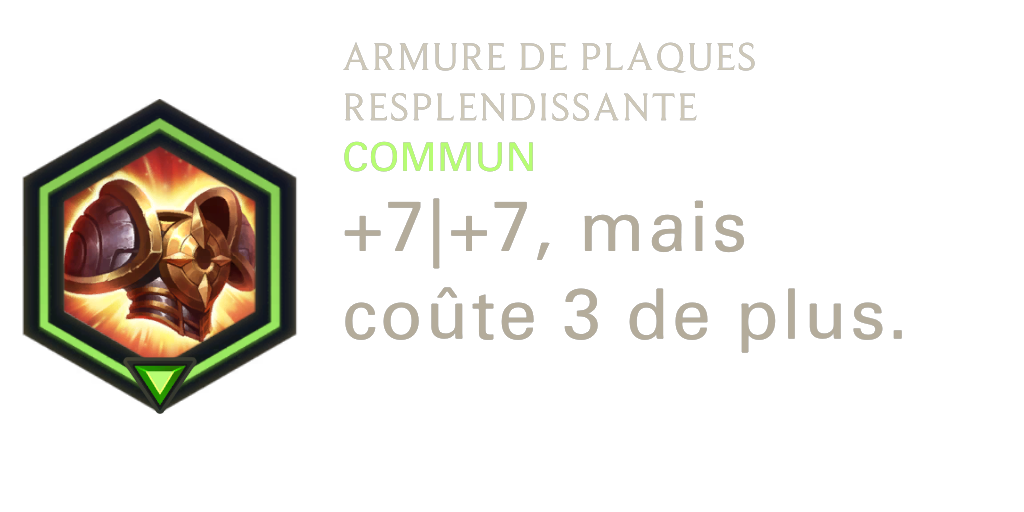 ARMURE DE PLAQUES
RESPLENDISSANTE
COMMUN
+7|+7, mais
coûte 3 de plus.